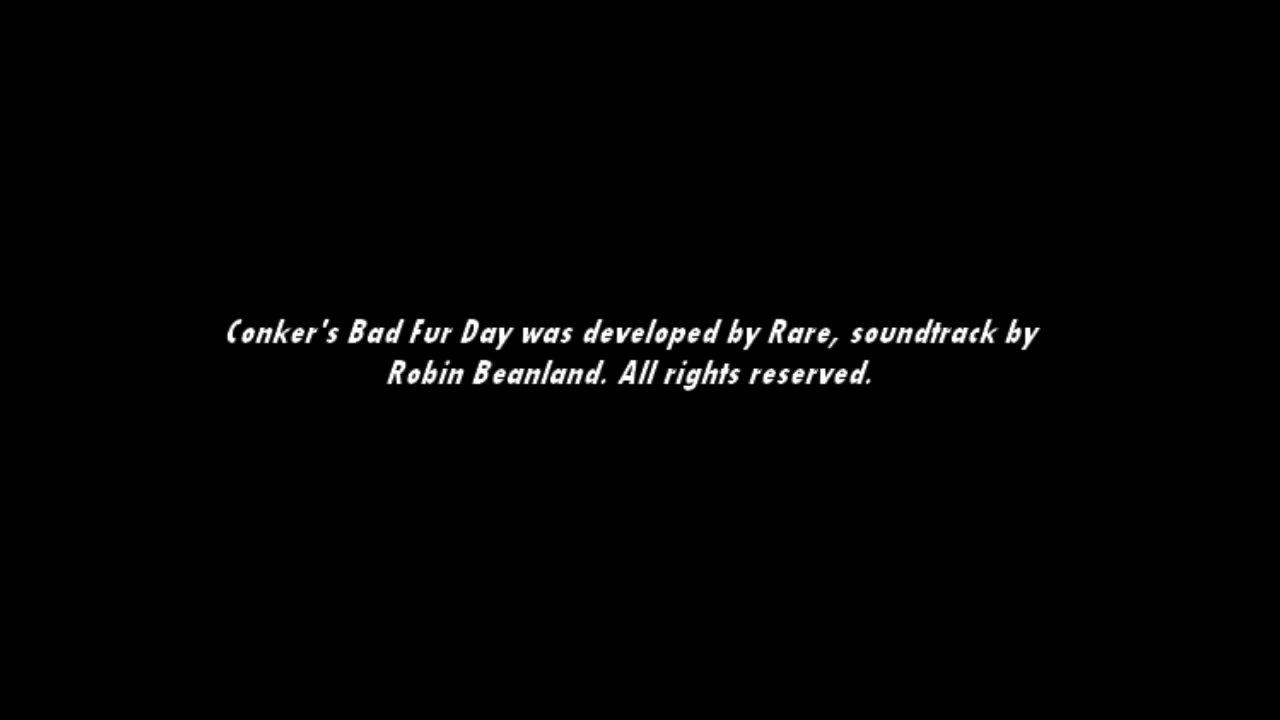 Conker's Bad Fur Day was developed by Rare, soundtrack by
Robin Beanland. All rights reserved.